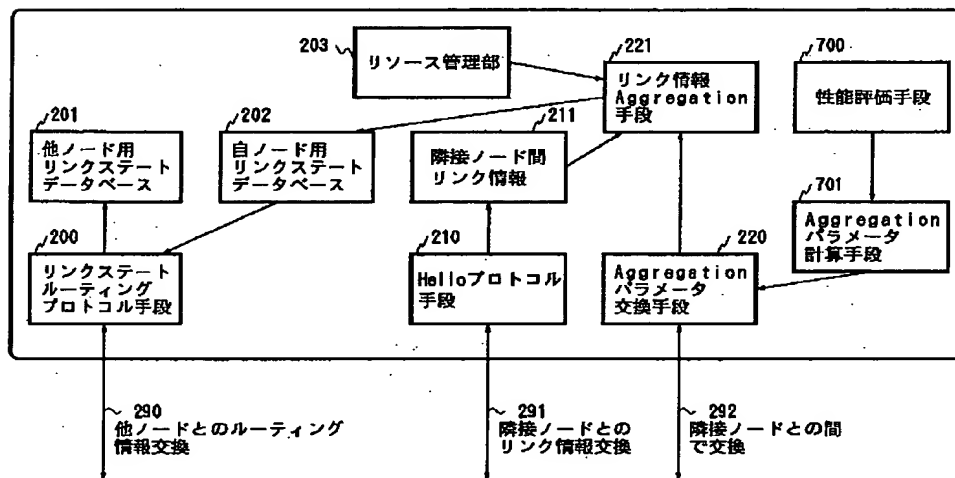 203
リソース管理部
221
リンク情報
Aggregation
手段
700
性能評価手段
201
他ノード用
リンクステート
データベース
202
自ノード用
リンクステート
データベース
211
隣接ノード間
リンク情報
701
Aggregation
パラメータ
計算手段
200
リンクステート
ルーティング
プロトコル手段
210
Helloプロトコル
手段
220
Aggregation
パラメータ
交換手段
290
他ノードとのルーティング
情報交換
291
隣接ノードとの
リンク情報交換
292
隣接ノードとの間
で交換